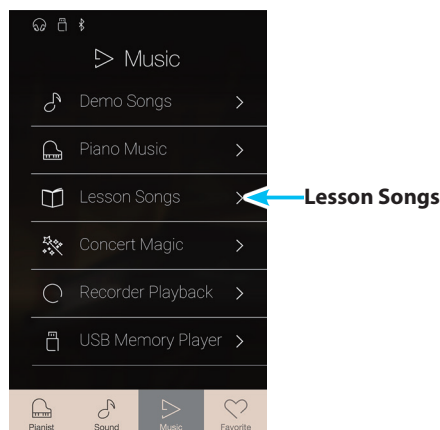 Music
Demo Songs
Piano Music
Lesson Songs
Lesson Songs
Concert Magic
Recorder Playback
USB Memory Player
Pianist Sound Music Favorite